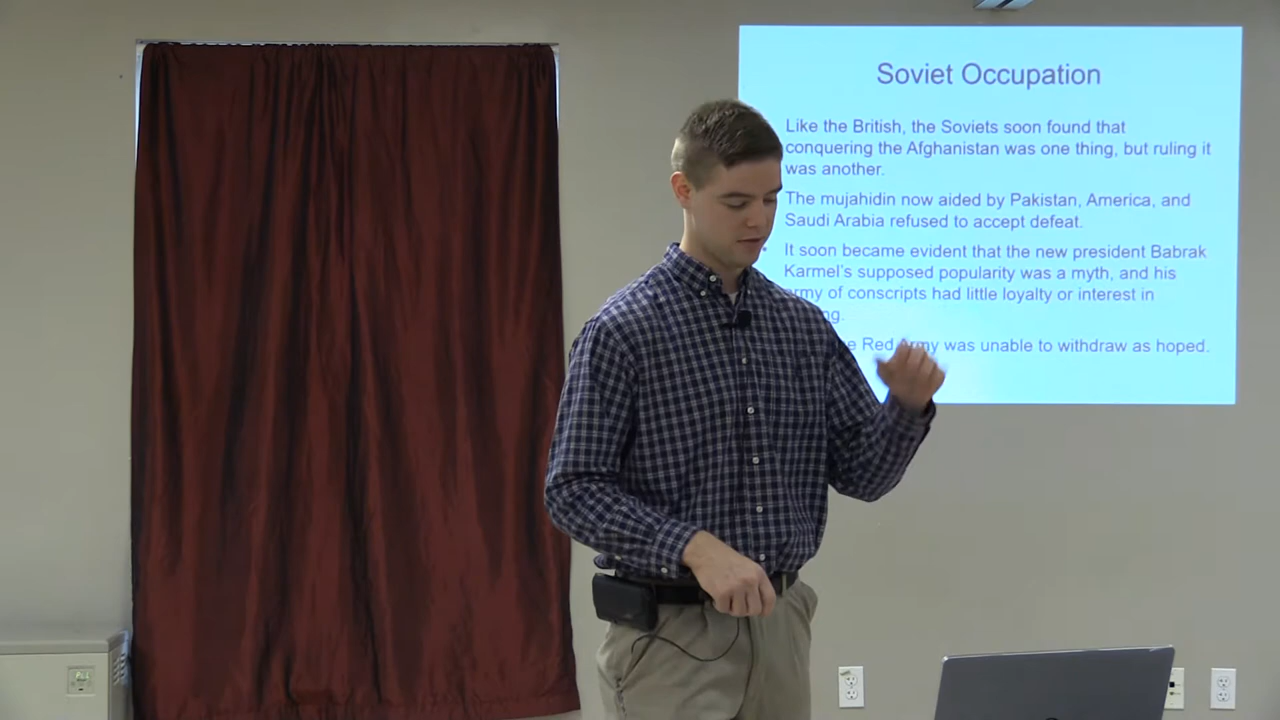 Soviet Occupation
Like the British, the Soviets soon found that
conquering the Afghanistan was one thing, but ruling it
was another.
The mujahidin now aided by Pakistan, America, and
Saudi Arabia refused to accept defeat.
It soon became evident that the new president Babrak
Karmel's supposed popularity was a myth, and his
army of conscripts had little loyalty or interest in
Red Army was unable to withdraw as hoped.